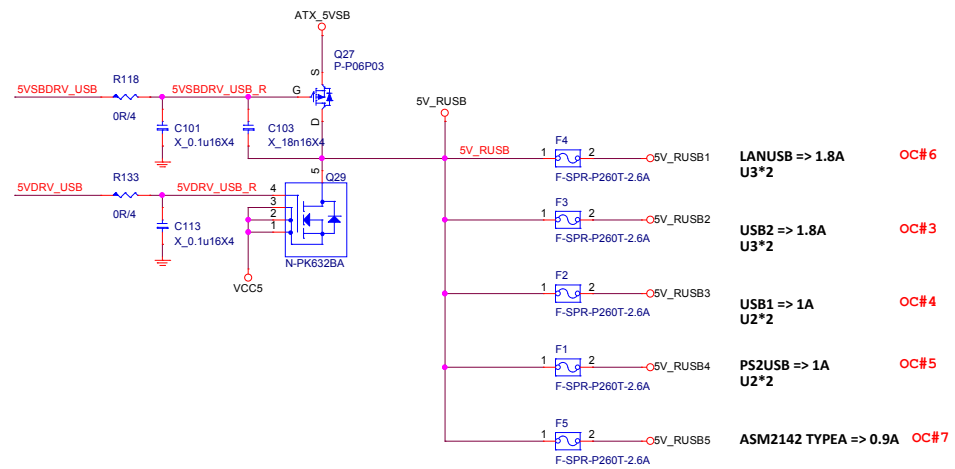 ATX_5VSB
Q27
P-P06P03
S
G
D
5VSBDRV_USB
R118
0R/4
5VSBDRV_USB_R
C101
X_0.1u16X4
C103
X_18n16X4
5V_RUSB
5V_RUSB
5VDRV_USB
R133
0R/4
5VDRV_USB_R
C113
X_0.1u16X4
5
Q29
4
3
2
1
N-PK632BA
VCC5
F4
1 2
F-SPR-P260T-2.6A
5V_RUSB1
LANUSB => 1.8A
U3*2
OC#6
F3
1 2
F-SPR-P260T-2.6A
5V_RUSB2
USB2 => 1.8A
U3*2
OC#3
F2
1 2
F-SPR-P260T-2.6A
5V_RUSB3
USB1 => 1A
U2*2
OC#4
F1
1 2
F-SPR-P260T-2.6A
5V_RUSB4
PS2USB => 1A
U2*2
OC#5
F5
1 2
F-SPR-P260T-2.6A
5V_RUSB5
ASM2142 TYPEA => 0.9A
OC#7